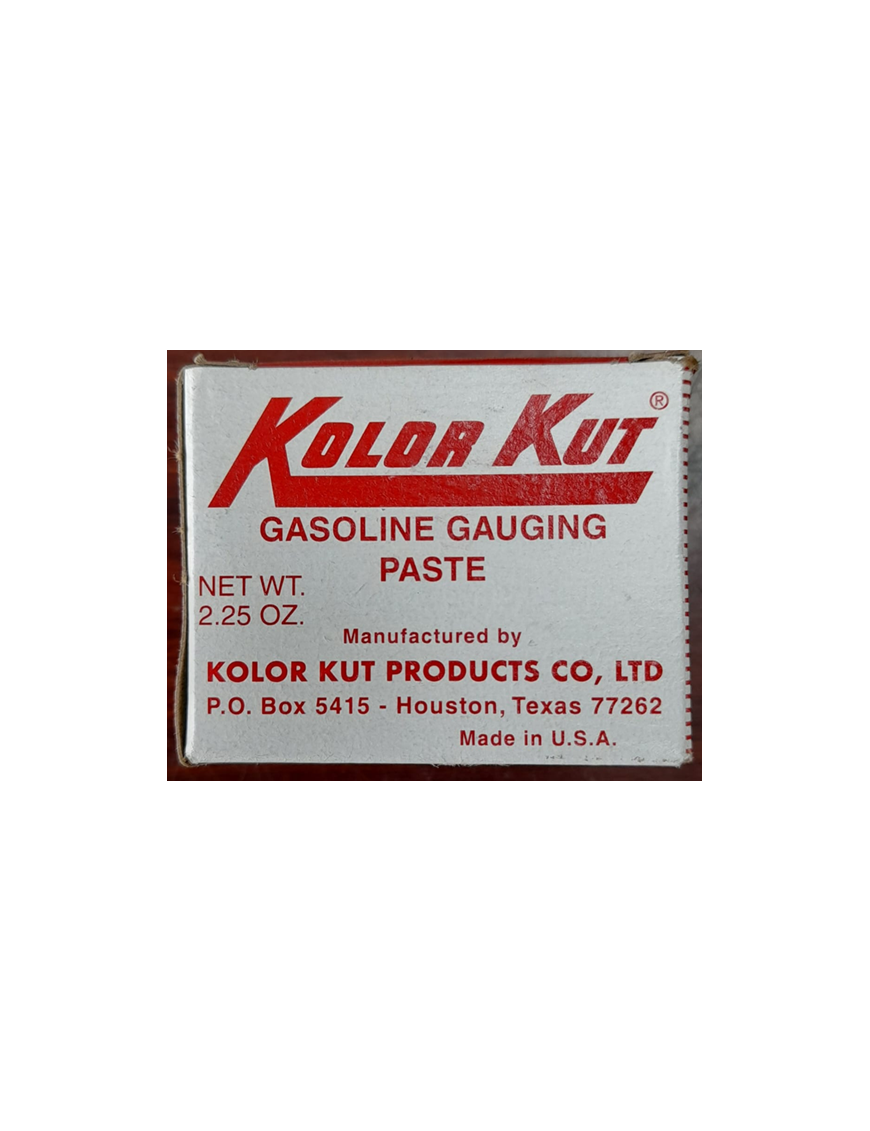 KOLOR KUT®
GASOLINE GAUGING
PASTE
NET WT.
2.25 OZ.
Manufactured by
KOLOR KUT PRODUCTS CO, LTD
P.O. Box 5415 - Houston, Texas 77262
Made in U.S.A.